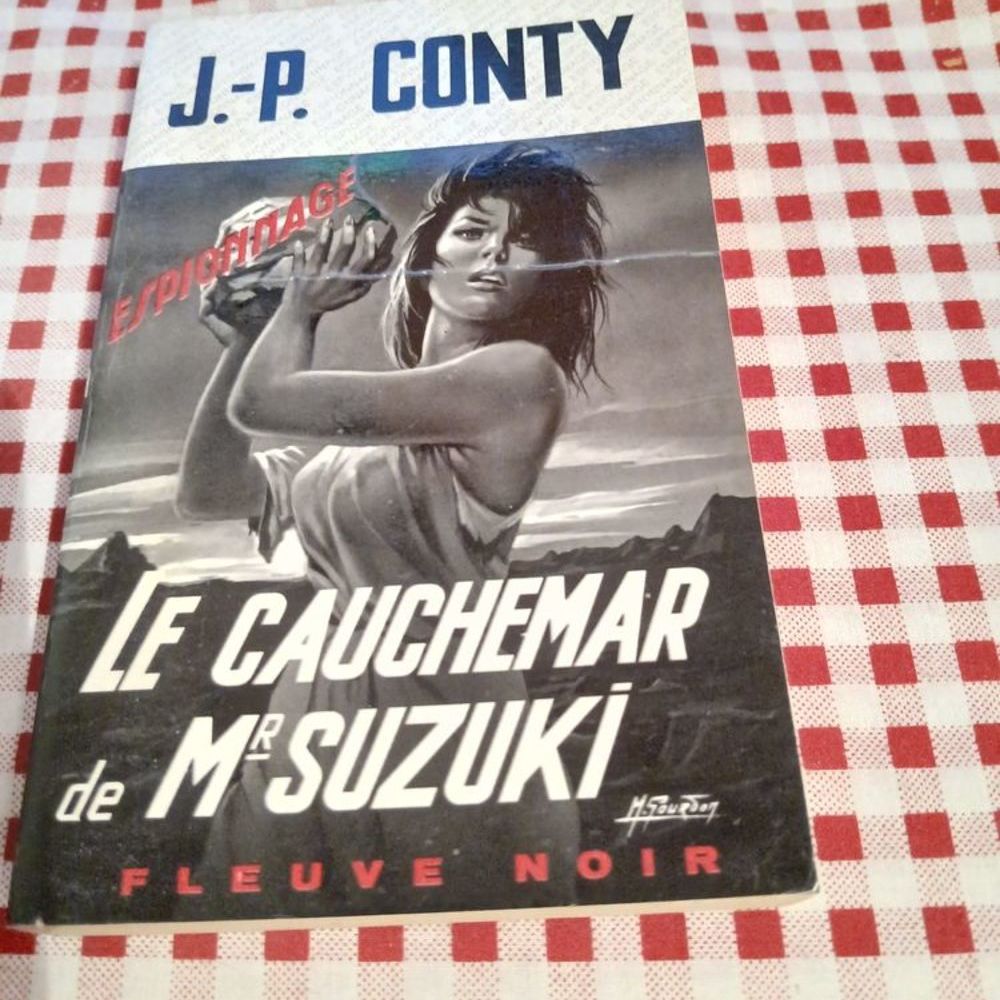 J.-P. CONTY
ESPIONNAGE
LE CAUCHEMAR
de MR SUZUKi
M. Gourdon
FLEUVE NOIR